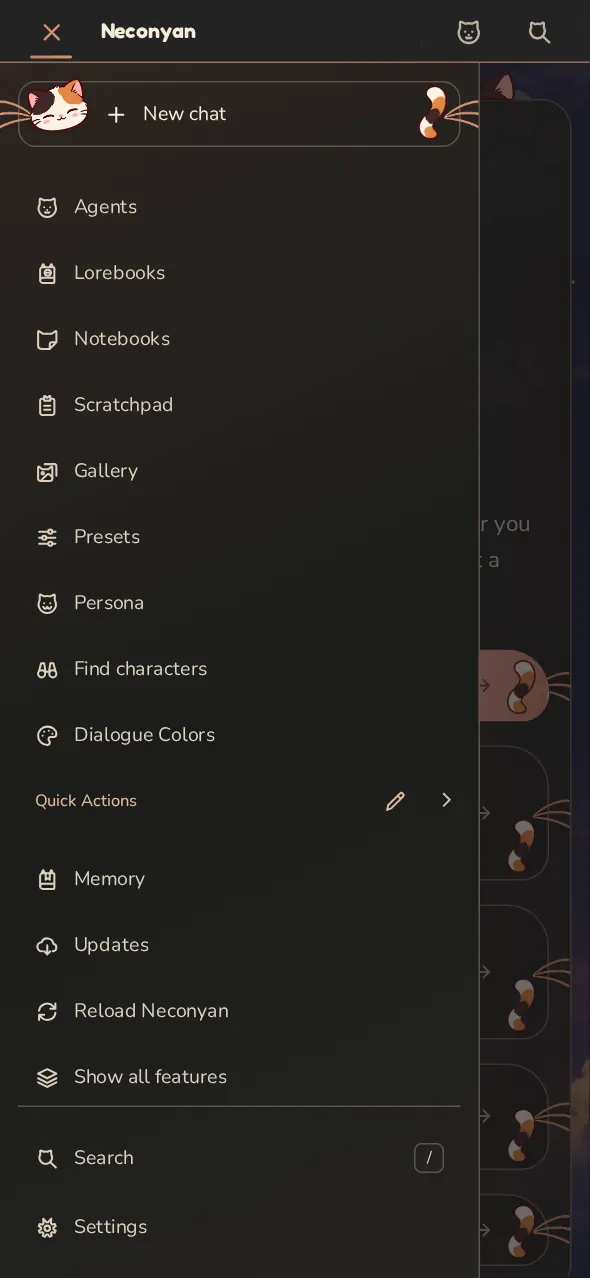 Neconyan
New chat
Agents
Lorebooks
Notebooks
Scratchpad
Gallery
r you
t a
Presets
Persona
Find characters
Dialogue Colors
Quick Actions
Memory
Updates
Reload Neconyan
Show all features
Search /
Settings